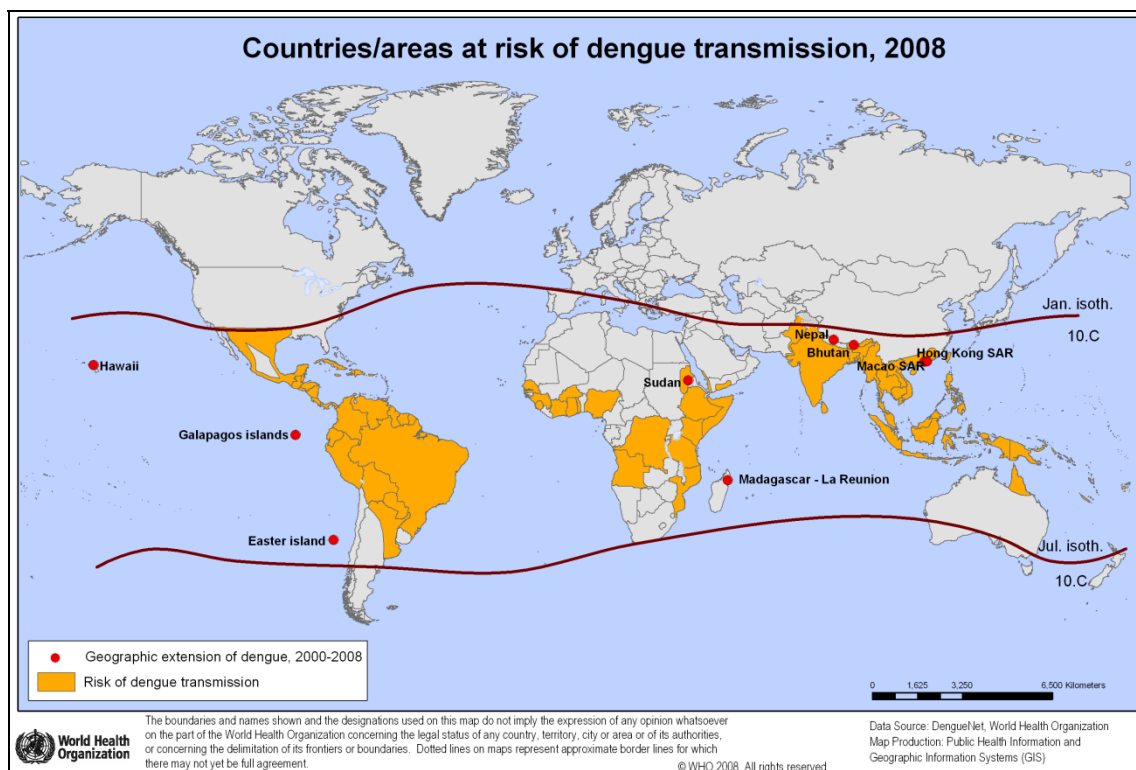 Countries/areas at risk of dengue transmission, 2008
Jan. isoth.
10.C
Nepal
Bhutan
Hong Kong SAR
Macao SAR
Hawaii
Sudan
Galapagos islands
Madagascar - La Reunion
Easter island
Jul. isoth.
10.C
Geographic extension of dengue, 2000-2008
Risk of dengue transmission
0 1,625 3,250 6,500 Kilometers
World Health
Organization
The boundaries and names shown and the designations used on this map do not imply the expression of any opinion whatsoever
on the part of the World Health Organization concerning the legal status of any country, territory, city or area or of its authorities,
or concerning the delimitation of its frontiers or boundaries. Dotted lines on maps represent approximate border lines for which
there may not yet be full agreement.
© WHO 2008. All rights reserved
Data Source: DengueNet, World Health Organization
Map Production: Public Health Information and
Geographic Information Systems (GIS)